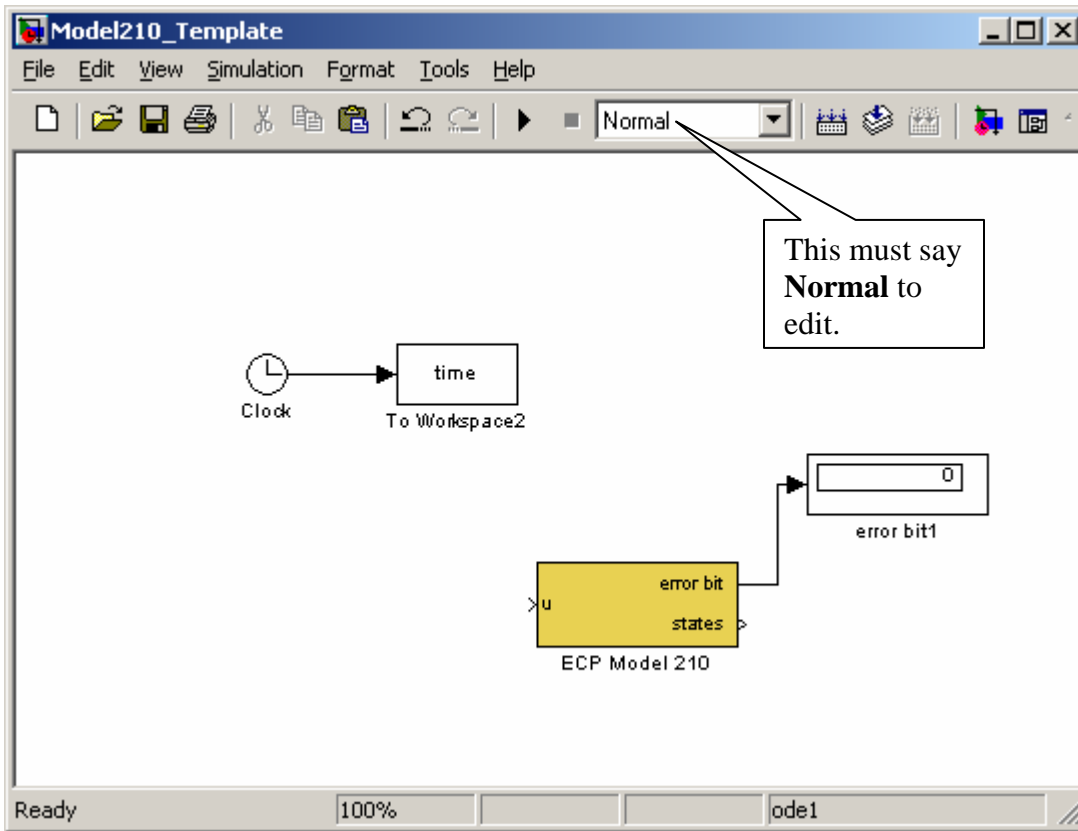 Model210_Template
File Edit View Simulation Format Tools Help
Normal
This must say
Normal to
edit.
time
Clock
To Workspace2
0
error bit1
error bit
u
states
ECP Model 210
Ready 100% ode1